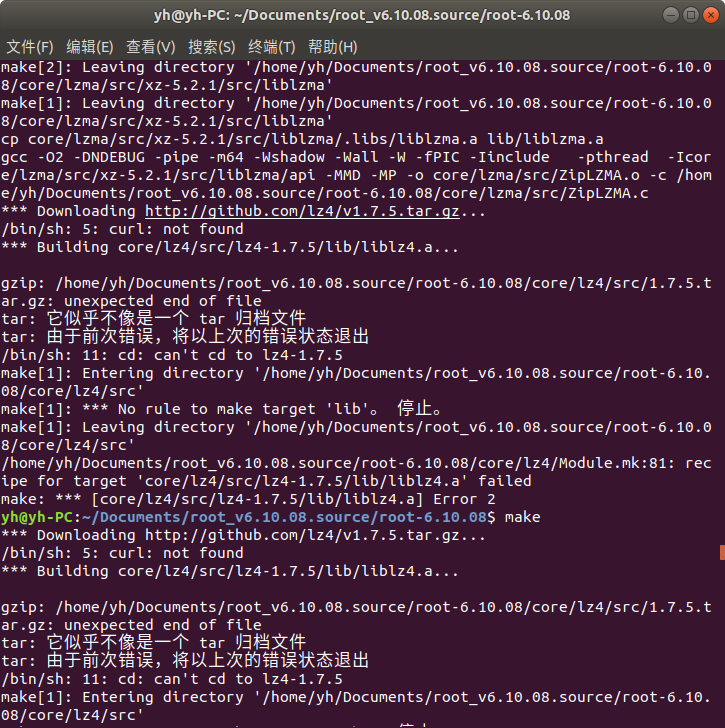 yh@yh-PC: ~/Documents/root_v6.10.08.source/root-6.10.08
文件(F) 编辑(E) 查看(V) 搜索(S) 终端(T) 帮助(H)
make[2]: Leaving directory '/home/yh/Documents/root_v6.10.08.source/root-6.10.0
8/core/lzma/src/xz-5.2.1/src/liblzma'
make[1]: Leaving directory '/home/yh/Documents/root_v6.10.08.source/root-6.10.0
8/core/lzma/src/xz-5.2.1/src/liblzma'
cp core/lzma/src/xz-5.2.1/src/liblzma/.libs/liblzma.a lib/liblzma.a
gcc -O2 -DNDEBUG -pipe -m64 -Wshadow -Wall -W -fPIC -Iinclude   -pthread  -Icor
e/lzma/src/xz-5.2.1/src/liblzma/api -MMD -MP -o core/lzma/src/ZipLZMA.o -c /hom
e/yh/Documents/root_v6.10.08.source/root-6.10.08/core/lzma/src/ZipLZMA.c
*** Downloading http://github.com/lz4/v1.7.5.tar.gz...
/bin/sh: 5: curl: not found
*** Building core/lz4/src/lz4-1.7.5/lib/liblz4.a...
gzip: /home/yh/Documents/root_v6.10.08.source/root-6.10.08/core/lz4/src/1.7.5.t
ar.gz: unexpected end of file
tar: 它似乎不像是一个 tar 归档文件
tar: 由于前次错误，将以上次的错误状态退出
/bin/sh: 11: cd: can't cd to lz4-1.7.5
make[1]: Entering directory '/home/yh/Documents/root_v6.10.08.source/root-6.10.
08/core/lz4/src'
make[1]: *** No rule to make target 'lib'。 停止。
make[1]: Leaving directory '/home/yh/Documents/root_v6.10.08.source/root-6.10.0
8/core/lz4/src'
/home/yh/Documents/root_v6.10.08.source/root-6.10.08/core/lz4/Module.mk:81: rec
ipe for target 'core/lz4/src/lz4-1.7.5/lib/liblz4.a' failed
make: *** [core/lz4/src/lz4-1.7.5/lib/liblz4.a] Error 2
yh@yh-PC:~/Documents/root_v6.10.08.source/root-6.10.08$ make
*** Downloading http://github.com/lz4/v1.7.5.tar.gz...
/bin/sh: 5: curl: not found
*** Building core/lz4/src/lz4-1.7.5/lib/liblz4.a...
gzip: /home/yh/Documents/root_v6.10.08.source/root-6.10.08/core/lz4/src/1.7.5.t
ar.gz: unexpected end of file
tar: 它似乎不像是一个 tar 归档文件
tar: 由于前次错误，将以上次的错误状态退出
/bin/sh: 11: cd: can't cd to lz4-1.7.5
make[1]: Entering directory '/home/yh/Documents/root_v6.10.08.source/root-6.10.
08/core/lz4/src'